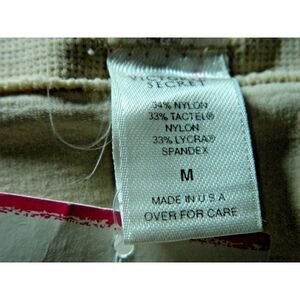 VICTORIA'S
SECRET
34% NYLON
33% TACTEL®
NYLON
33% LYCRA®
SPANDEX
M
MADE IN U.S.A
OVER FOR CARE